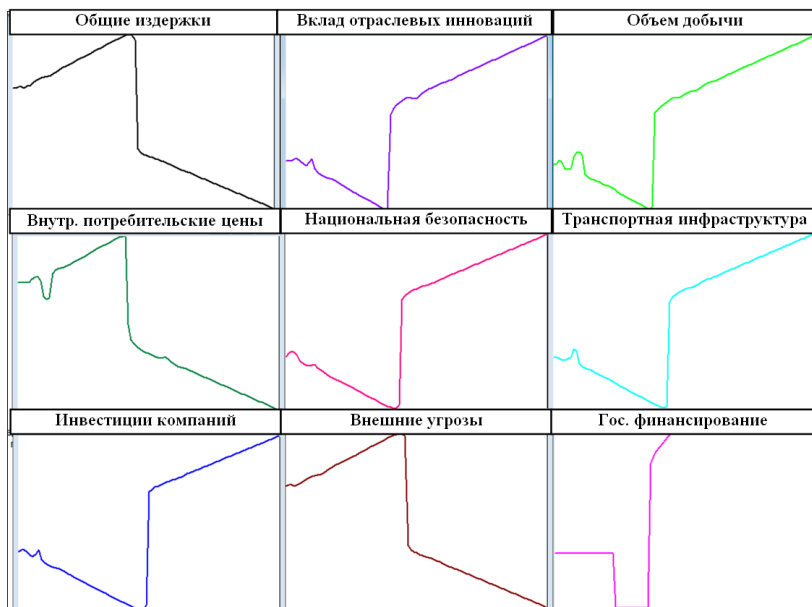 Общие издержки
Вклад отраслевых инноваций
Объем добычи
Внутр. потребительские цены
Национальная безопасность
Транспортная инфраструктура
Инвестиции компаний
Внешние угрозы
Гос. финансирование